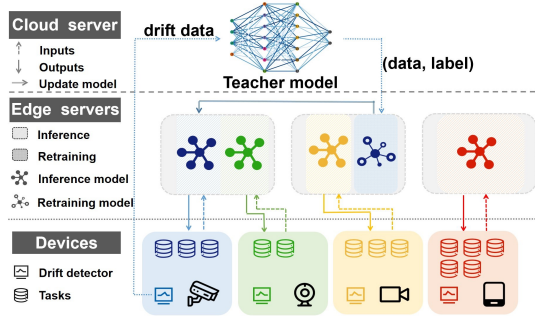 Cloud server
Inputs
Outputs
Update model
drift data
Teacher model
(data, label)
Edge servers
Inference
Retraining
Inference model
Retraining model
Devices
Drift detector
Tasks